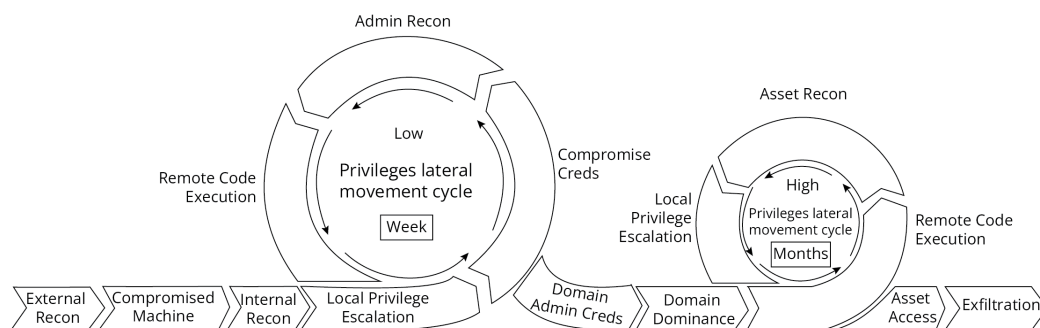 Admin Recon
Low
Privileges lateral
movement cycle
Week
Remote Code
Execution
Compromise
Creds
Asset Recon
High
Privileges lateral
movement cycle
Months
Local
Privilege
Escalation
Remote Code
Execution
External
Recon
Compromised
Machine
Internal
Recon
Local Privilege
Escalation
Domain
Admin Creds
Domain
Dominance
Asset
Access
Exfiltration